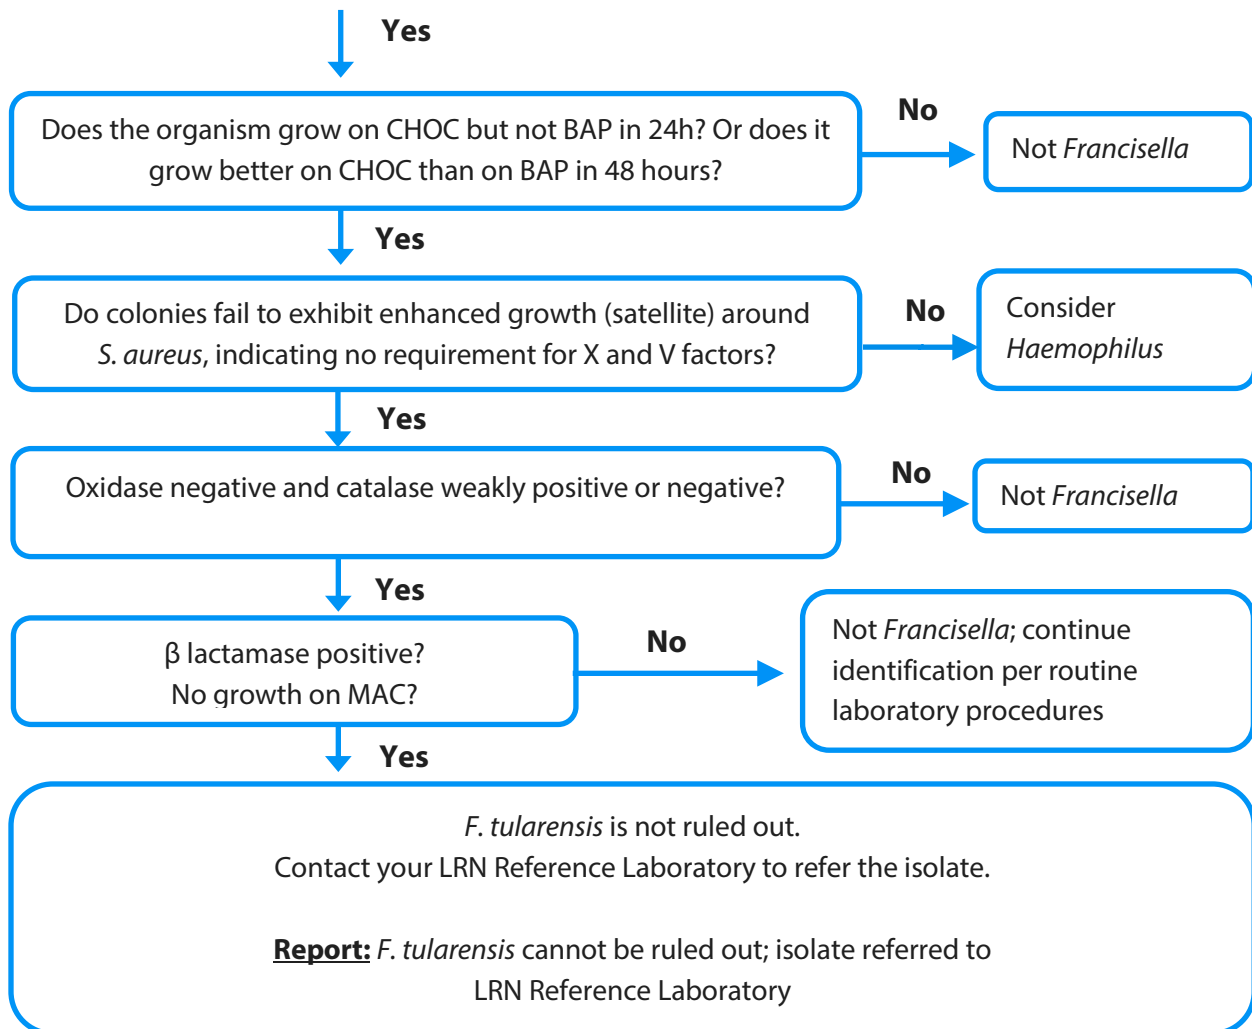 Yes
Does the organism grow on CHOC but not BAP in 24h? Or does it
grow better on CHOC than on BAP in 48 hours?
No
Not Francisella
Yes
Do colonies fail to exhibit enhanced growth (satellite) around
S. aureus, indicating no requirement for X and V factors?
No
Consider
Haemophilus
Yes
Oxidase negative and catalase weakly positive or negative?
No
Not Francisella
Yes
β lactamase positive?
No growth on MAC?
No
Not Francisella; continue
identification per routine
laboratory procedures
Yes
F. tularensis is not ruled out.
Contact your LRN Reference Laboratory to refer the isolate.
Report: F. tularensis cannot be ruled out; isolate referred to
LRN Reference Laboratory